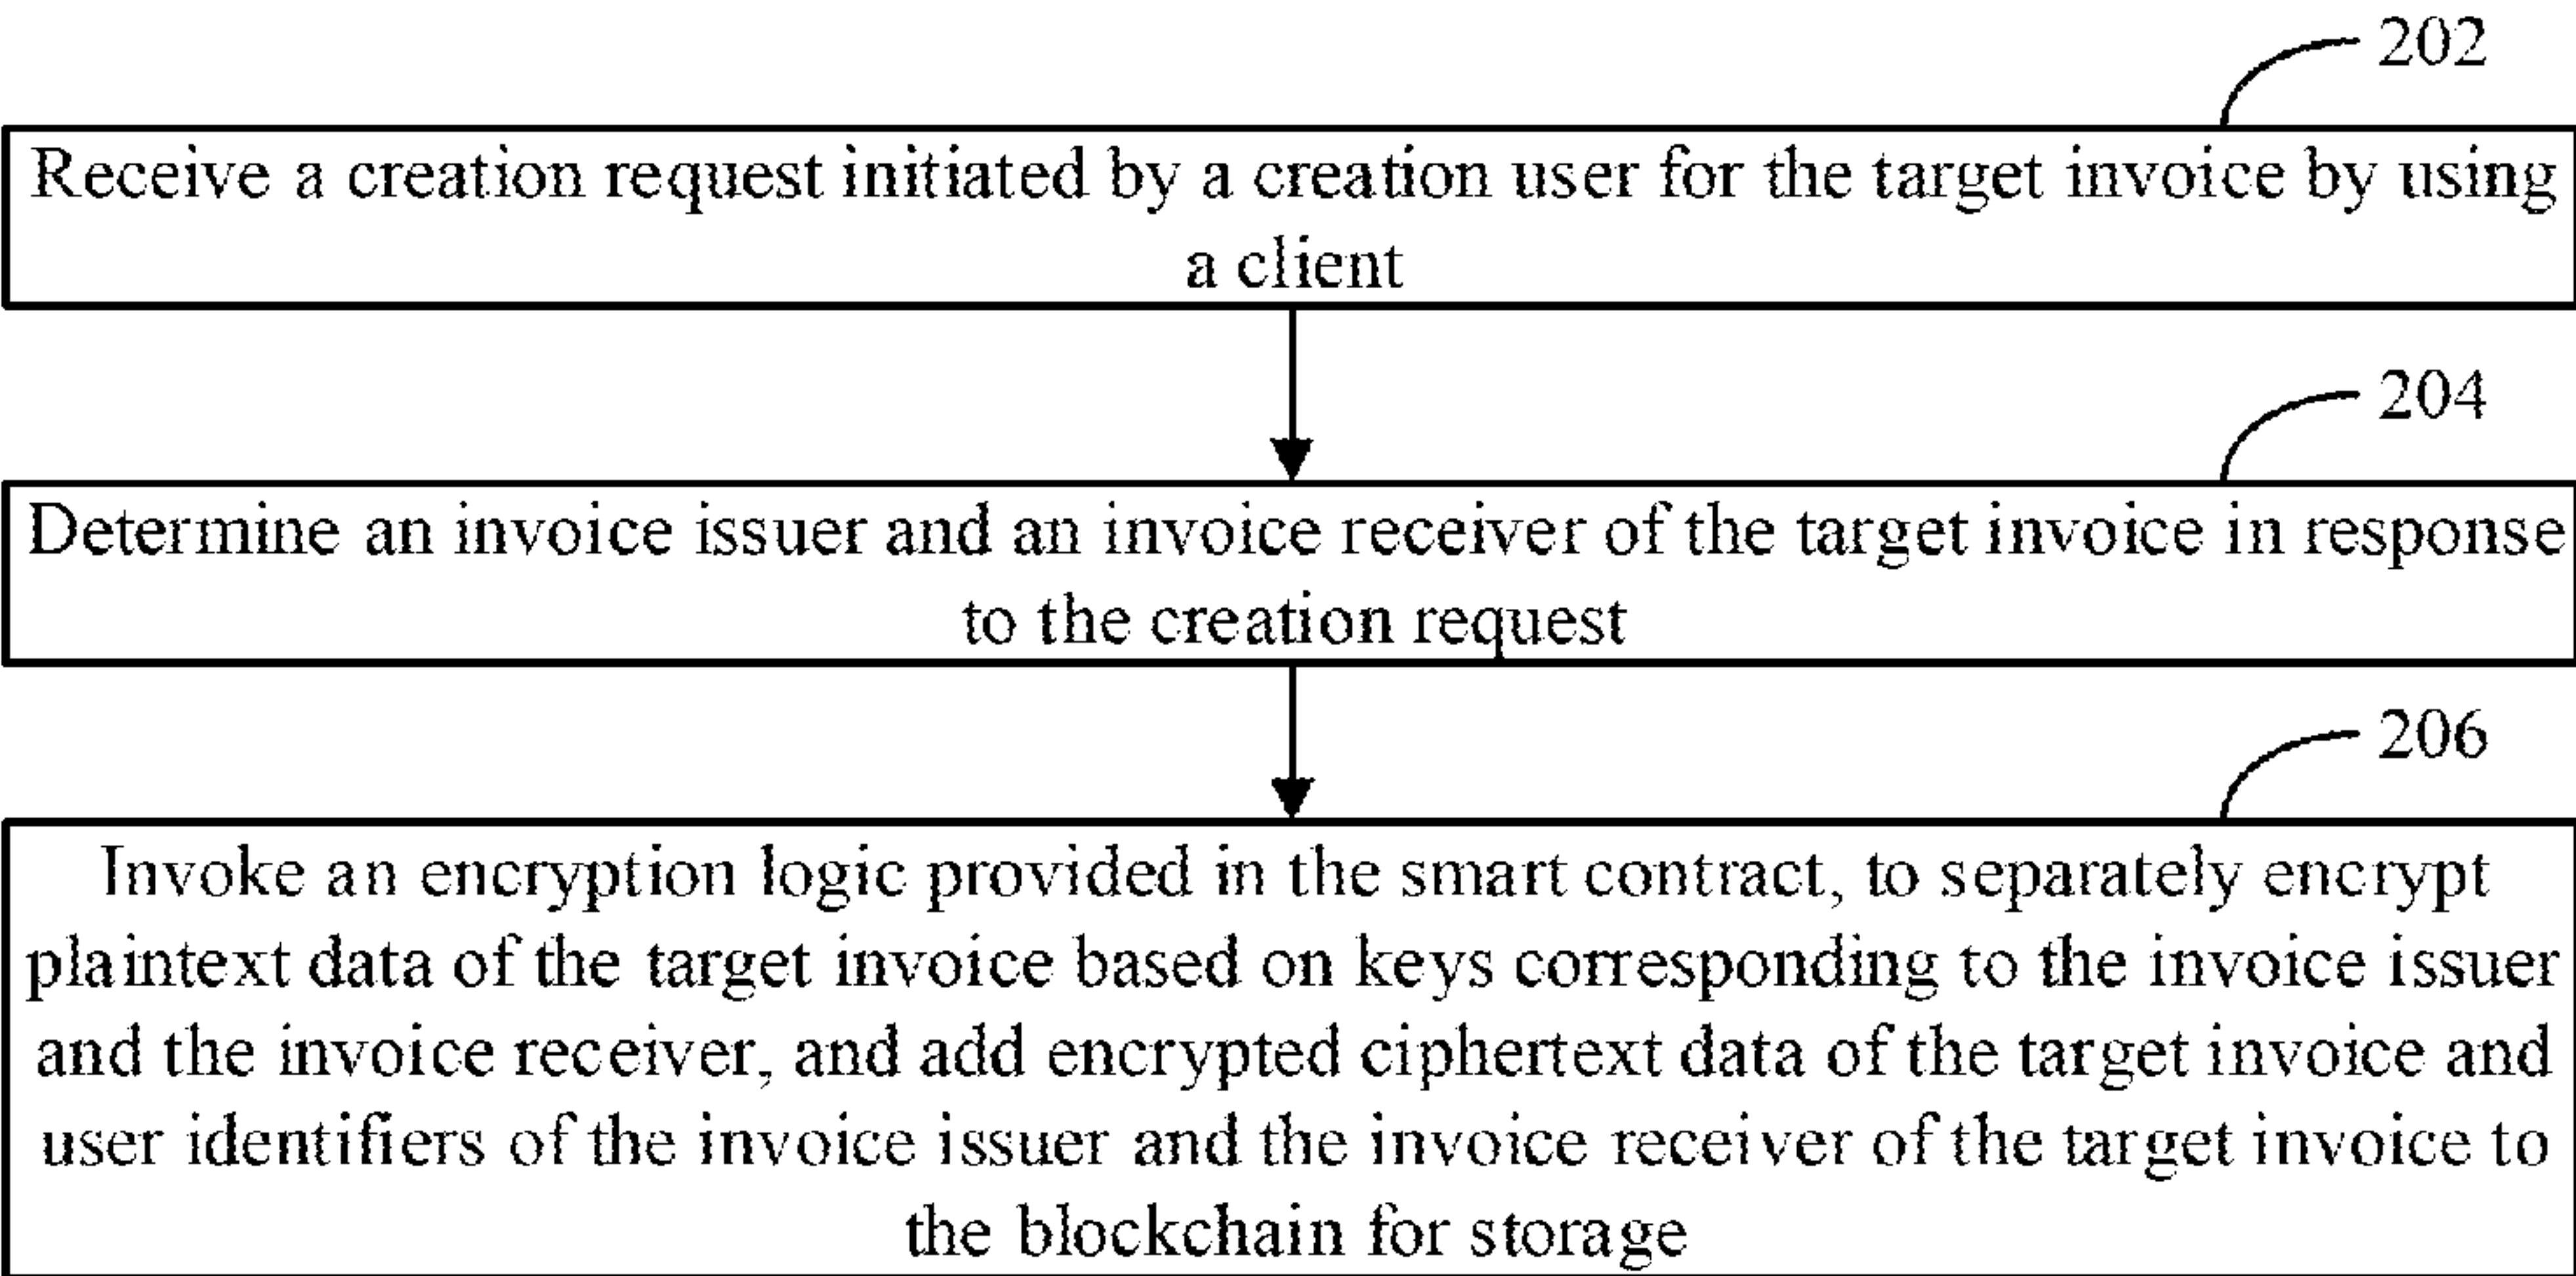 202
Receive a creation request initiated by a creation user for the target invoice by using
a client
204
Determine an invoice issuer and an invoice receiver of the target invoice in response
to the creation request
206
Invoke an encryption logic provided in the smart contract, to separately encrypt
plaintext data of the target invoice based on keys corresponding to the invoice issuer
and the invoice receiver, and add encrypted ciphertext data of the target invoice and
user identifiers of the invoice issuer and the invoice receiver of the target invoice to
the blockchain for storage